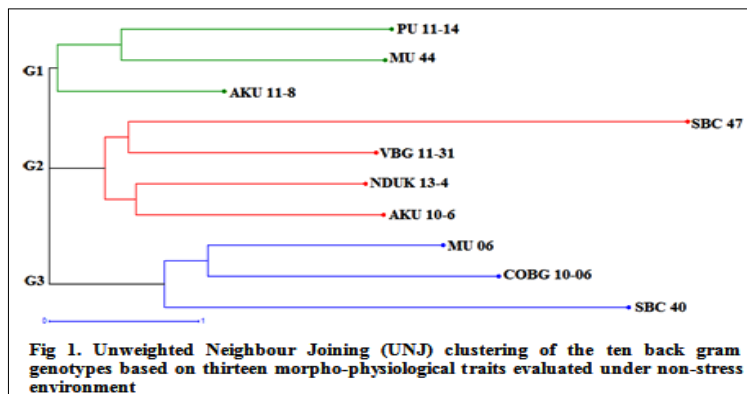 PU 11-14
MU 44
G1
AKU 11-8
SBC 47
VBG 11-31
G2
NDUK 13-4
AKU 10-6
MU 06
COBG 10-06
G3
SBC 40
0 1
Fig 1. Unweighted Neighbour Joining (UNJ) clustering of the ten back gram
genotypes based on thirteen morpho-physiological traits evaluated under non-stress
environment